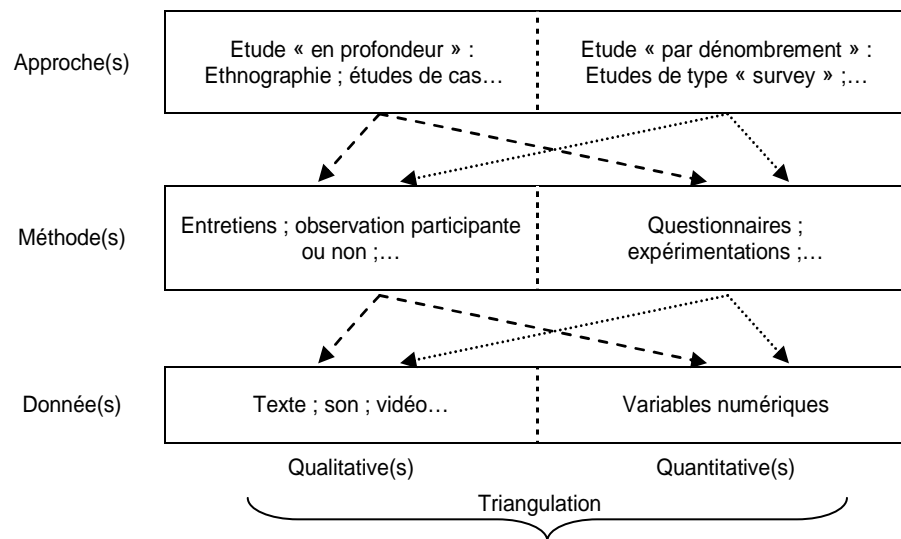 Approche(s)
Etude « en profondeur » :
Ethnographie ; études de cas…
Etude « par dénombrement » :
Etudes de type « survey » ;…
Méthode(s)
Entretiens ; observation participante
ou non ;…
Questionnaires ;
expérimentations ;…
Donnée(s)
Texte ; son ; vidéo…
Variables numériques
Qualitative(s)
Quantitative(s)
Triangulation